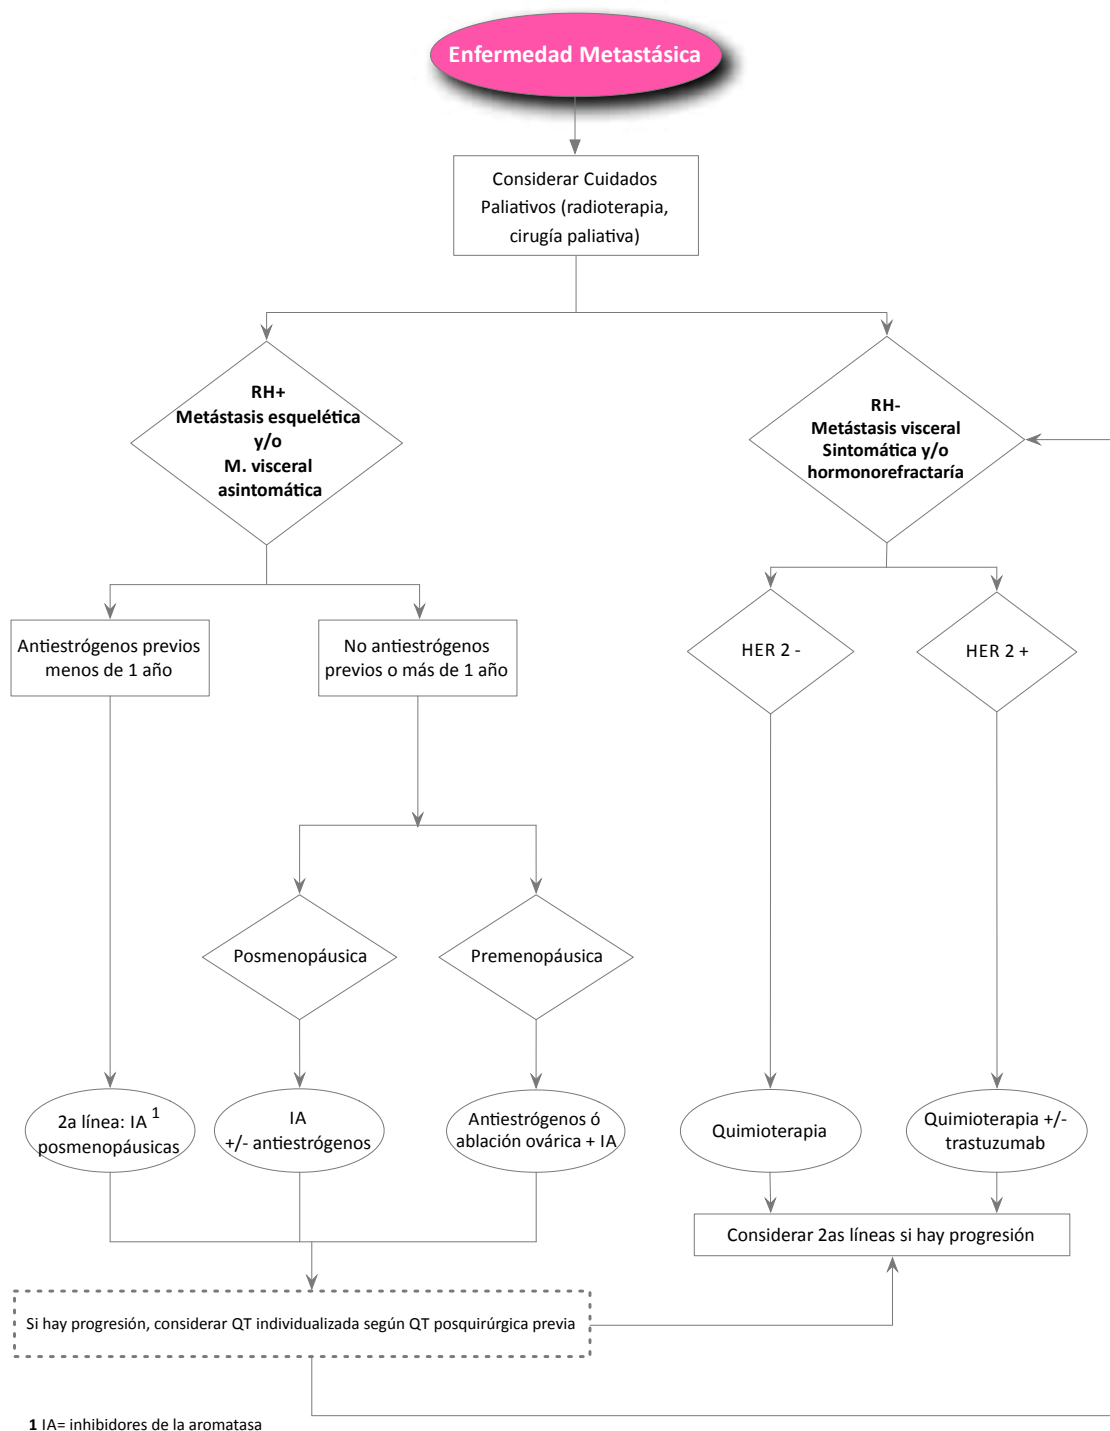 Enfermedad Metastásica
Considerar Cuidados
Paliativos (radioterapia,
cirugía paliativa)
RH+
Metástasis esquelética
y/o
M. visceral
asintomática
RH-
Metástasis visceral
Sintomática y/o
hormonorefractaría
Antiestrógenos previos
menos de 1 año
No antiestrógenos
previos o más de 1 año
HER 2 -
HER 2 +
Posmenopáusica
Premenopáusica
2a línea: IA 1
posmenopáusicas
IA
+/- antiestrógenos
Antiestrógenos ó
ablación ovárica + IA
Quimioterapia
Quimioterapia +/-
trastuzumab
Considerar 2as líneas si hay progresión
Si hay progresión, considerar QT individualizada según QT posquirúrgica previa
1 IA= inhibidores de la aromatasa